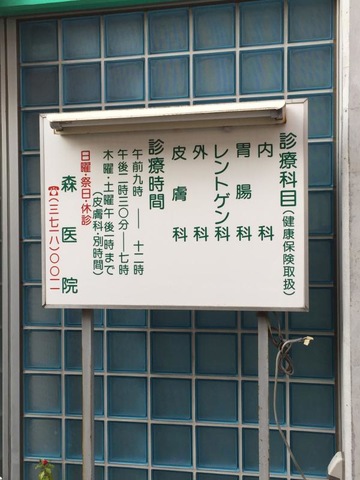 診療科目(健康保険取扱)
内科
胃腸科
レントゲン科
外科
皮膚科
診療時間
午前九時―十二時
午後二時三〇分―七時
木曜・土曜午後一時まで
(皮膚科・別時間)
日曜・祭日・休診
森医院
☎(三七八)〇〇二一